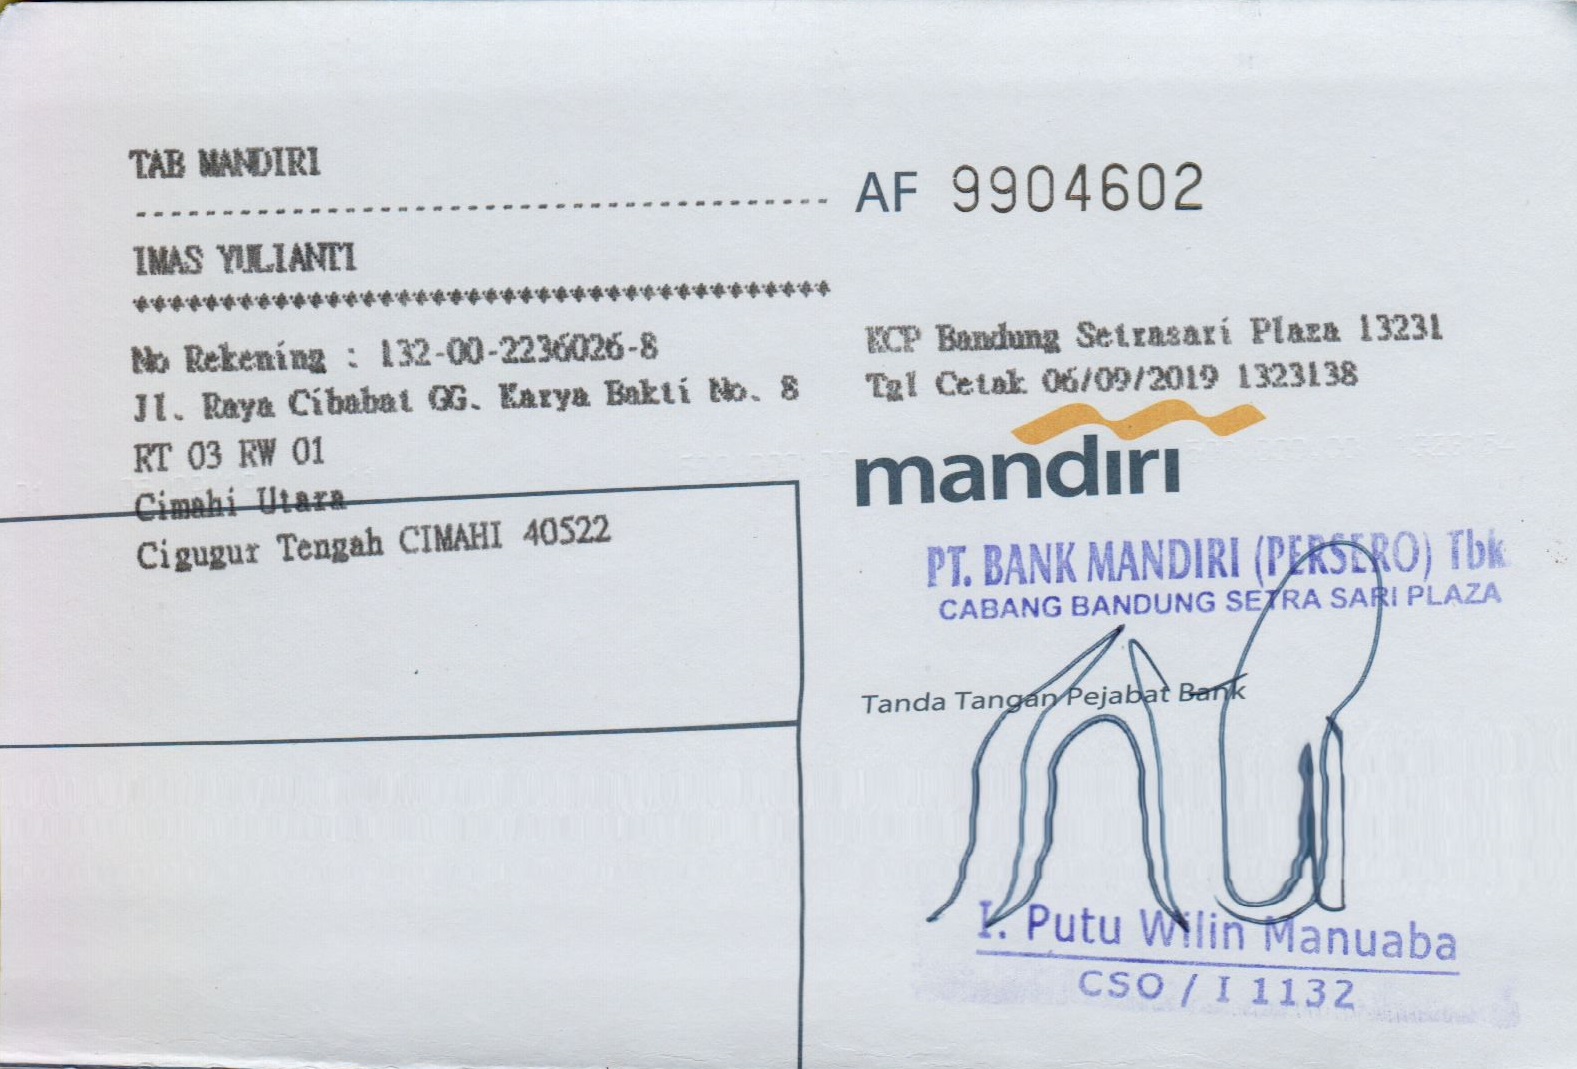 TAB MANDIRI
----------------------------------------
IMAS YULIANTI
****************************************
No Rekening : 132-00-2236026-8
Jl. Raya Cibabat GG. Karya Bakti No. 8
RT 03 RW 01
Cimahi Utara
Cigugur Tengah CIMAHI 40522
AF 9904602
KCP Bandung Setrasari Plaza 13231
Tgl Cetak 06/09/2019 1323138
mandiri
PT. BANK MANDIRI (PERSERO) Tbk
CABANG BANDUNG SETRA SARI PLAZA
Tanda Tangan Pejabat Bank
I. Putu Wilin Manuaba
CSO / I 1132